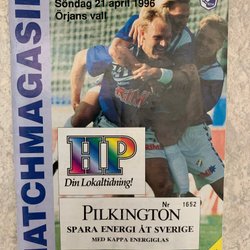 Söndag 21 april 1996
Örjans vall
MATCHMAGASIN
HP
Din Lokaltidning!
Nr 1652
PILKINGTON
SPARA ENERGI ÅT SVERIGE
MED KAPPA ENERGIGLAS